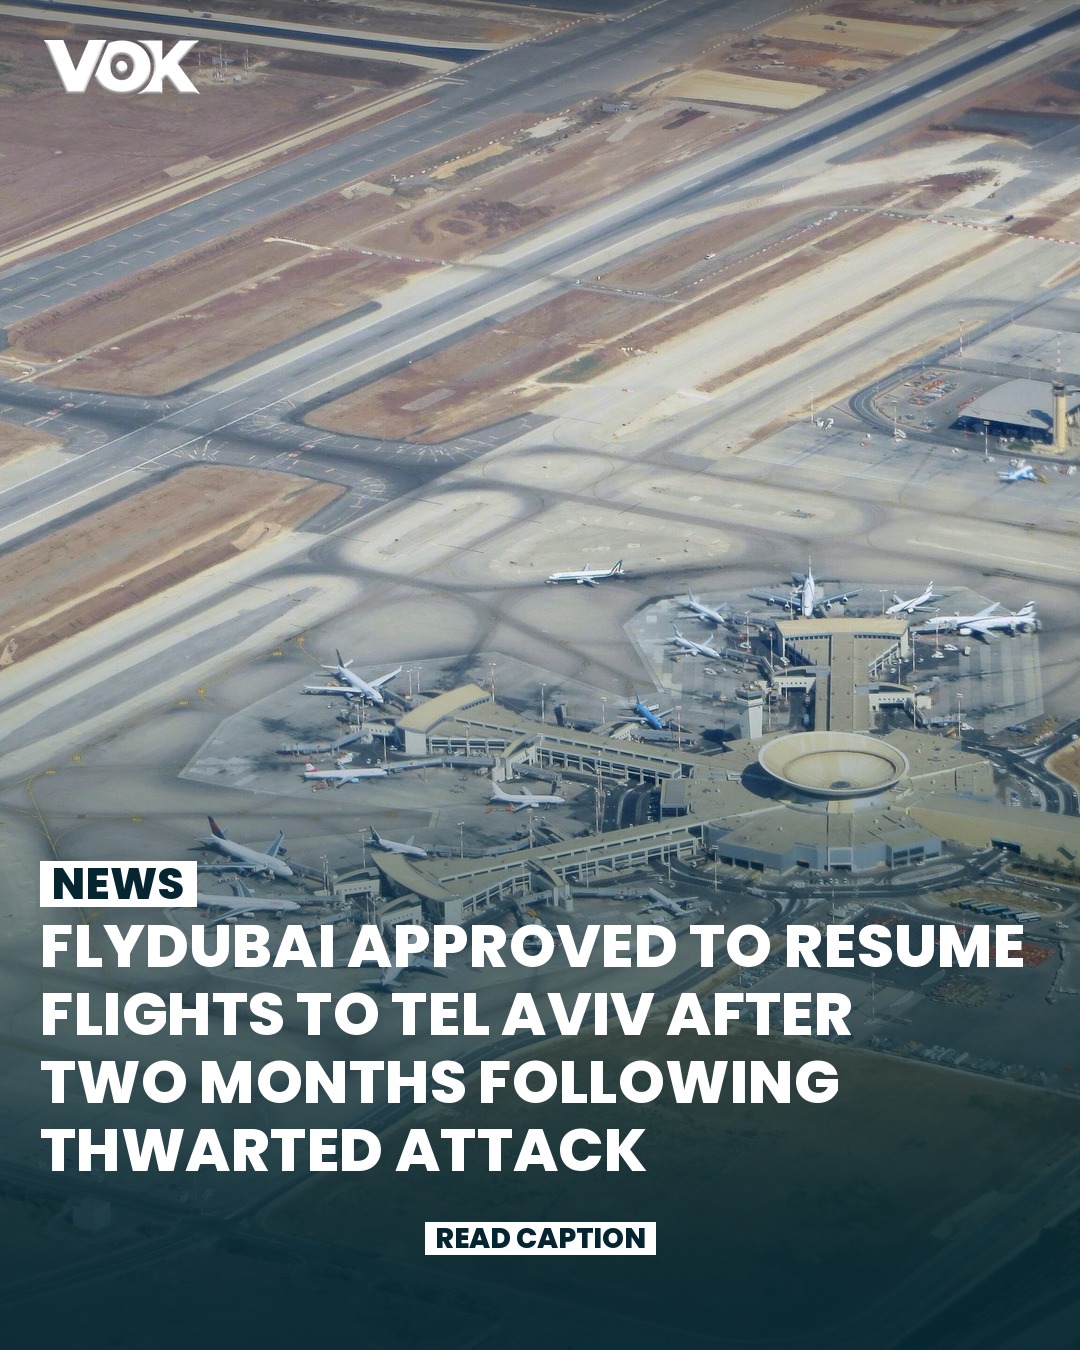 VOK
NEWS
FLYDUBAI APPROVED TO RESUME
FLIGHTS TO TEL AVIV AFTER
TWO MONTHS FOLLOWING
THWARTED ATTACK
READ CAPTION